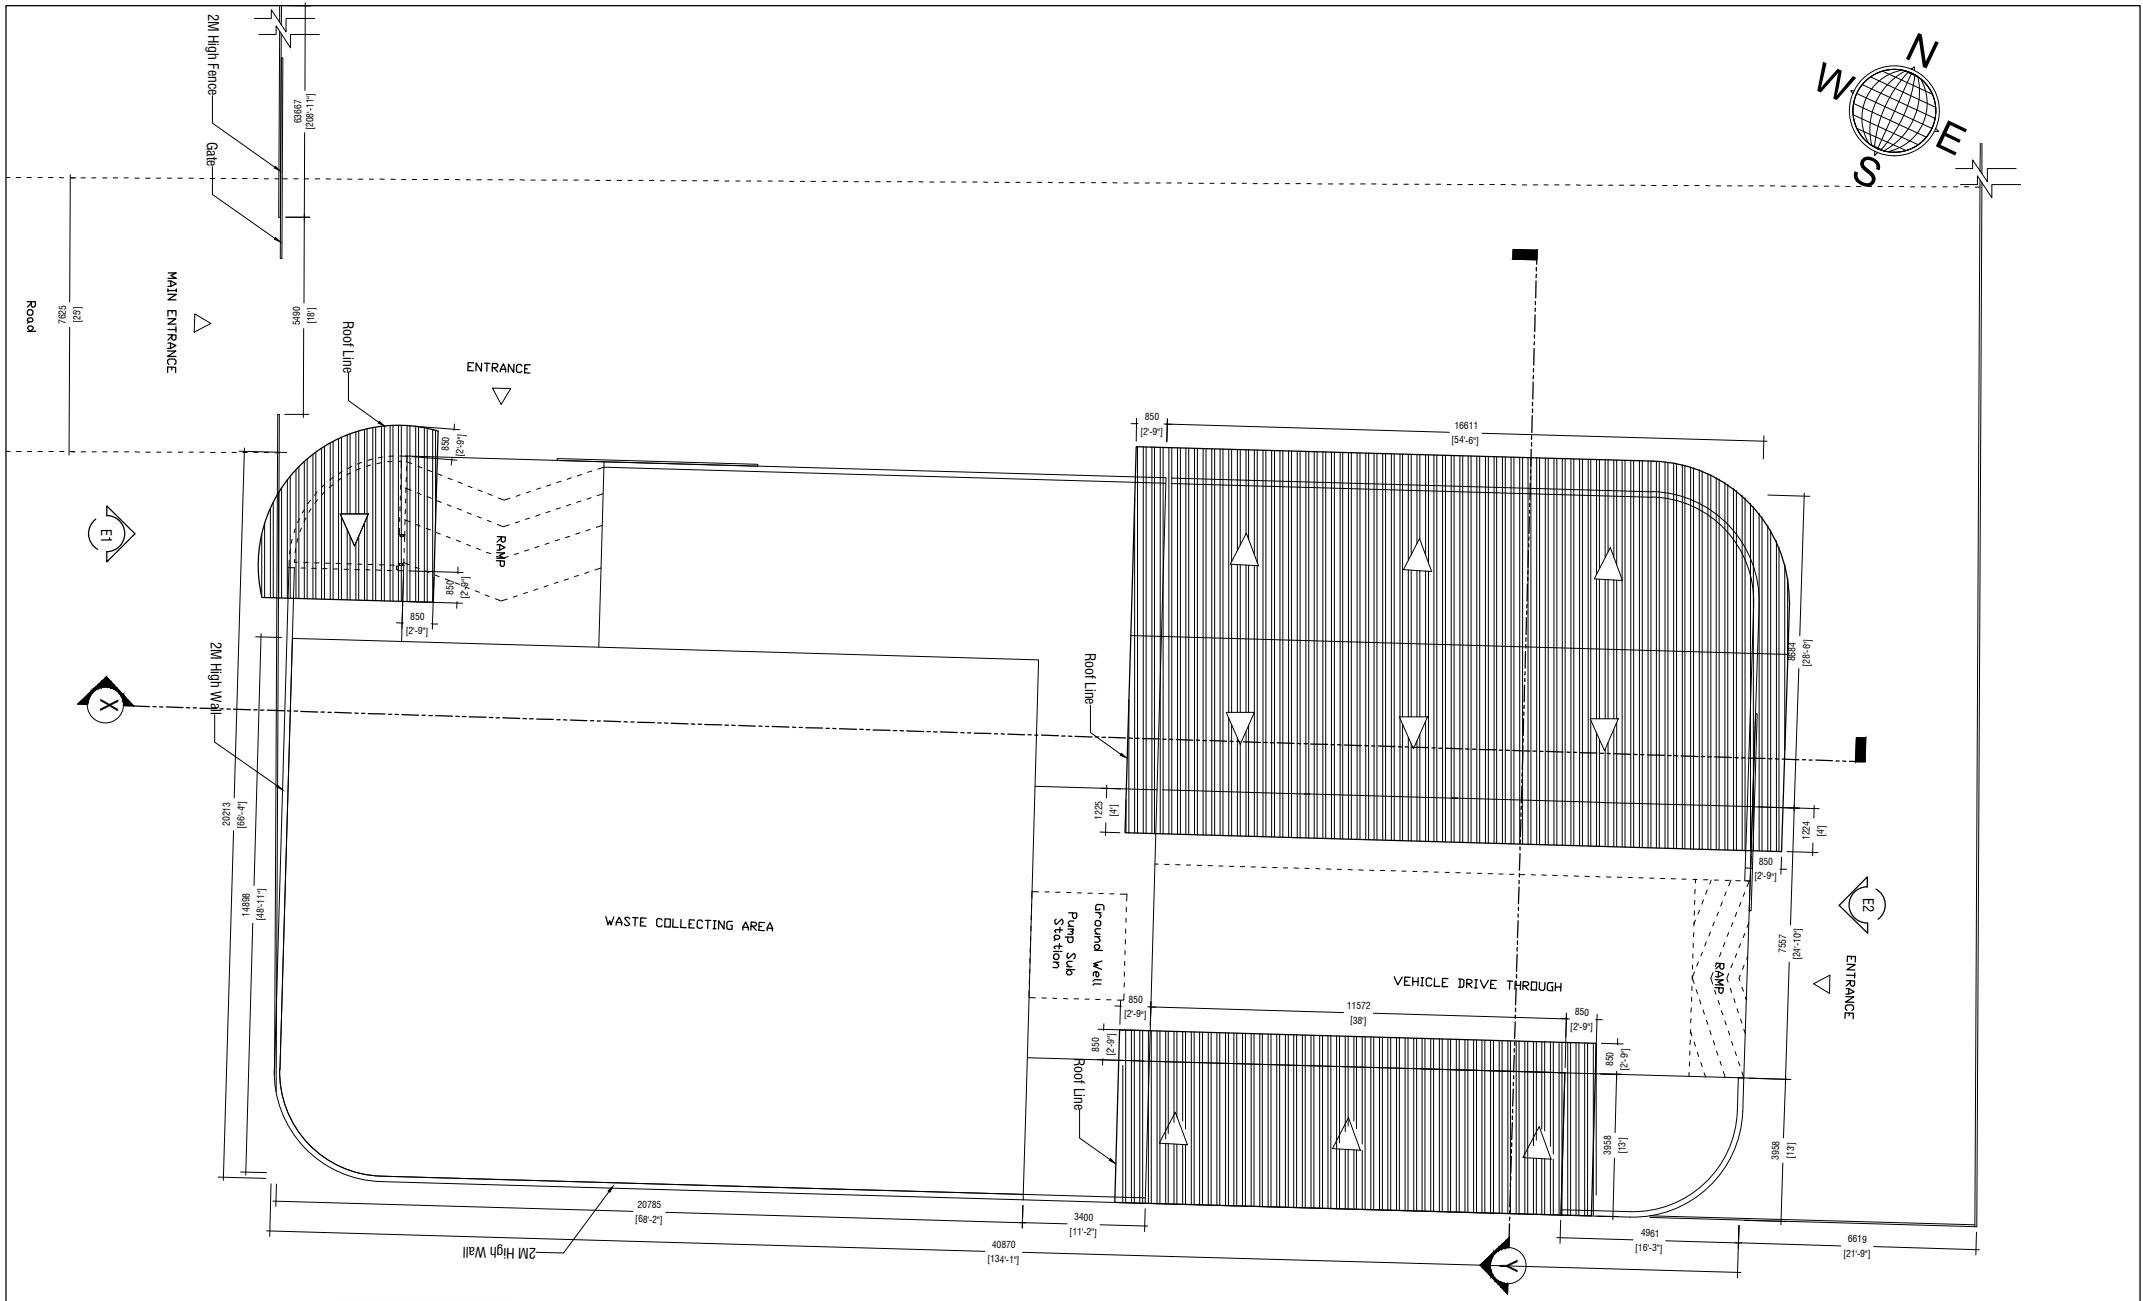 2M High Fence
63667
[208-11"]
Gate
N
W
E
S
Road
7625
[25']
MAIN ENTRANCE
5490
[18']
Roof Line
ENTRANCE
850
[2'-9"]
850
[2'-9"]
16611
[54'-6"]
E1
RAMP
850
[2'-9"]
850
[2'-9"]
8684
[28'-6"]
2M High Wall
X
Roof Line
20213
[66'-4"]
14898
[48'-11"]
1225
[4']
1224
[4']
850
[2'-9"]
E2
WASTE COLLECTING AREA
Ground Well
Pump Sub
Station
7557
[24'-10"]
VEHICLE DRIVE THROUGH
RAMP
ENTRANCE
850
[2'-9"]
11572
[38']
850
[2'-9"]
850
[2'-9"]
850
[2'-9"]
Roof Line
3958
[13']
3958
[13']
20785
[68'-2"]
3400
[11'-2"]
2M High Wall
40870
[134'-1"]
Y
4961
[16'-3"]
6619
[21'-9"]